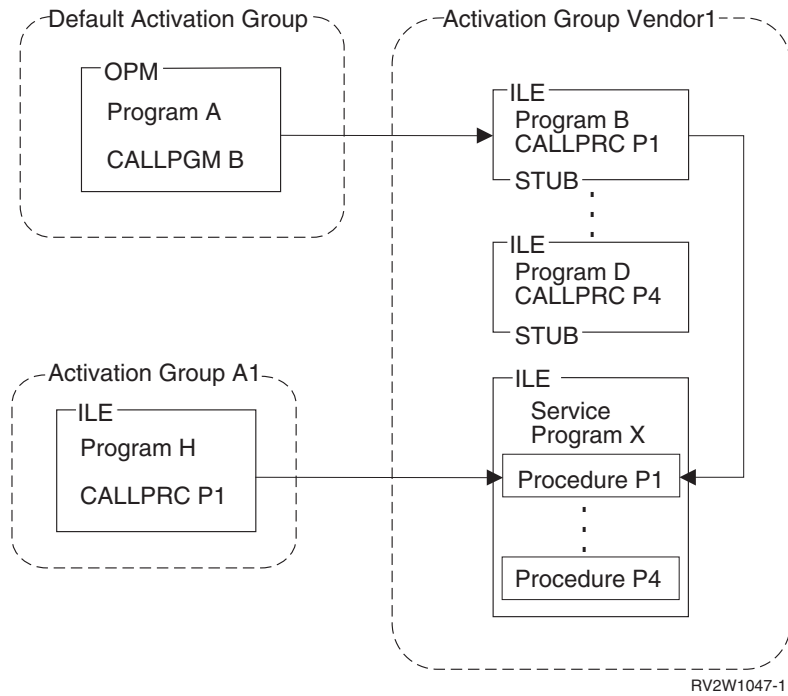 Default Activation Group
OPM
Program A
CALLPGM B
Activation Group Vendor1
ILE
Program B
CALLPRC P1
STUB
ILE
Program D
CALLPRC P4
STUB
Activation Group A1
ILE
Program H
CALLPRC P1
ILE
Service
Program X
Procedure P1
Procedure P4
RV2W1047-1